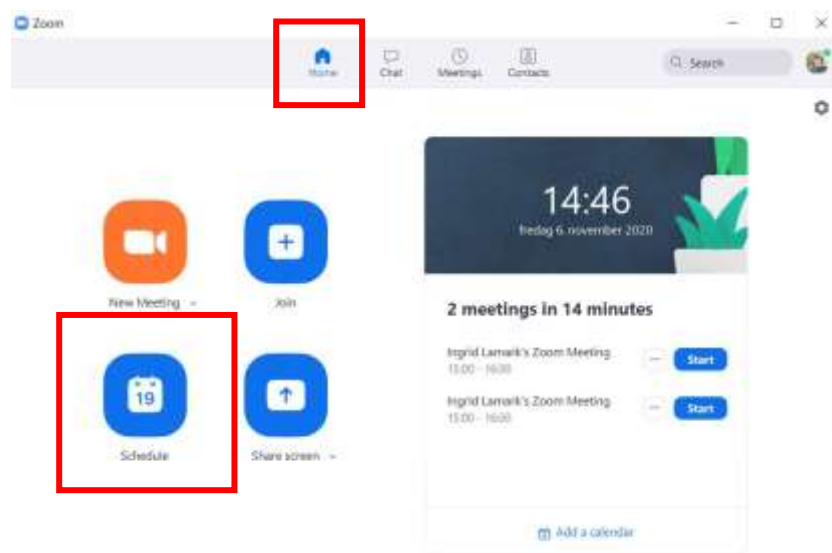 Zoom
Home
Chat
Meetings
Contacts
Search
14:46
fredag 6. november 2020
New Meeting
Join
2 meetings in 14 minutes
Ingrid Lamark's Zoom Meeting
15:00 - 16:00
Start
19
Ingrid Lamark's Zoom Meeting
15:00 - 16:00
Start
Schedule
Share screen
Add a calendar